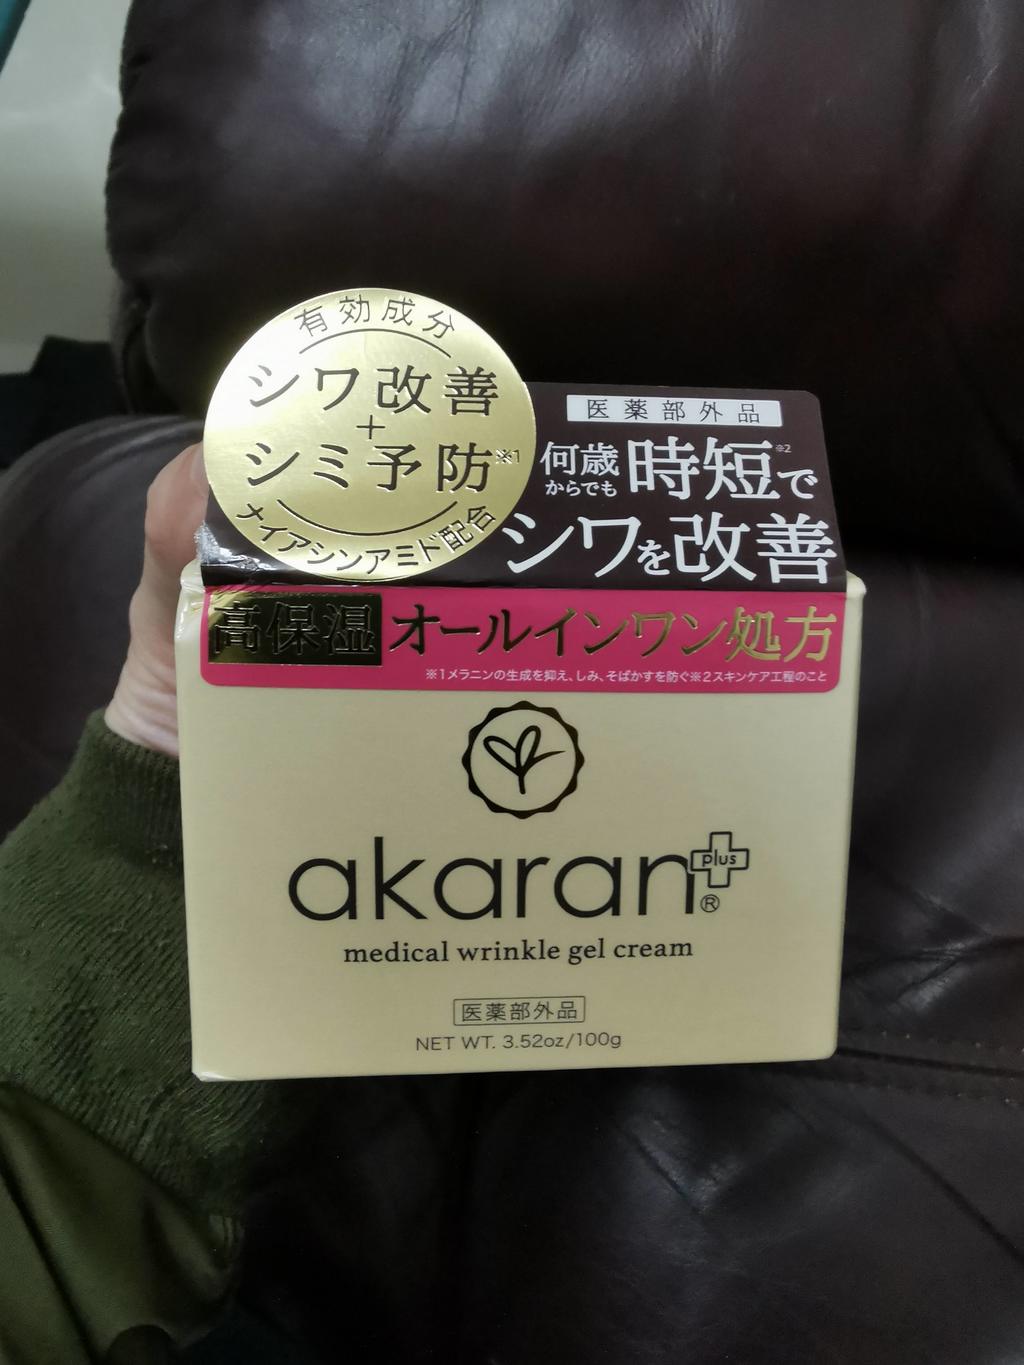 有効成分
シワ改善
+
シミ予防※1
ナイアシンアミド配合
医薬部外品
何歳からでも時短※2で
シワを改善
高保湿オールインワン処方
※1メラニンの生成を抑え、しみ、そばかすを防ぐ※2スキンケア工程のこと
akaran plus®
medical wrinkle gel cream
医薬部外品
NET WT. 3.52oz/100g